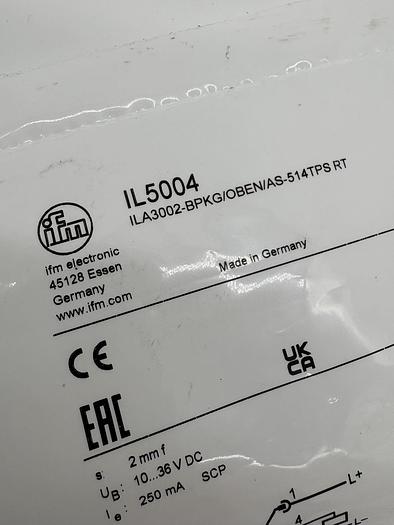 IL5004
ILA3002-BPKG/OBEN/AS-514TPS RT
ifm
ifm electronic
45128 Essen
Germany
www.ifm.com
Made in Germany
CE
UK
CA
EAC
s: 2 mm f
UB: 10...36 V DC
Ie: 250 mA SCP
1 L+
L-